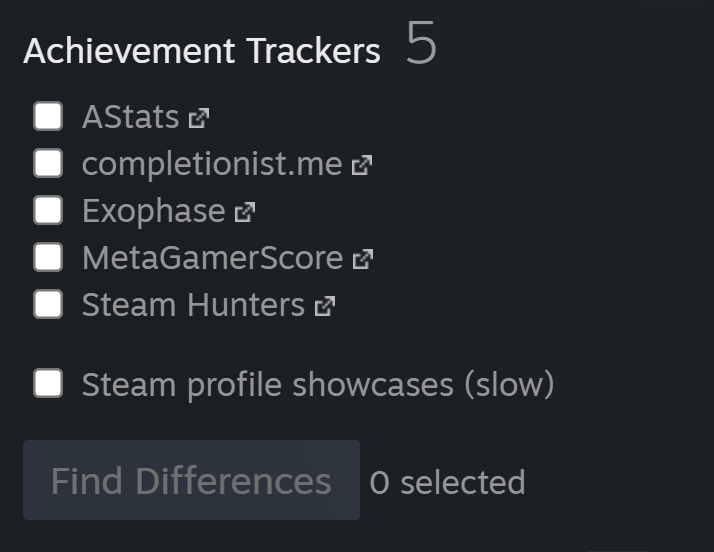 Achievement Trackers 5
AStats
completionist.me
Exophase
MetaGamerScore
Steam Hunters
Steam profile showcases (slow)
Find Differences 0 selected